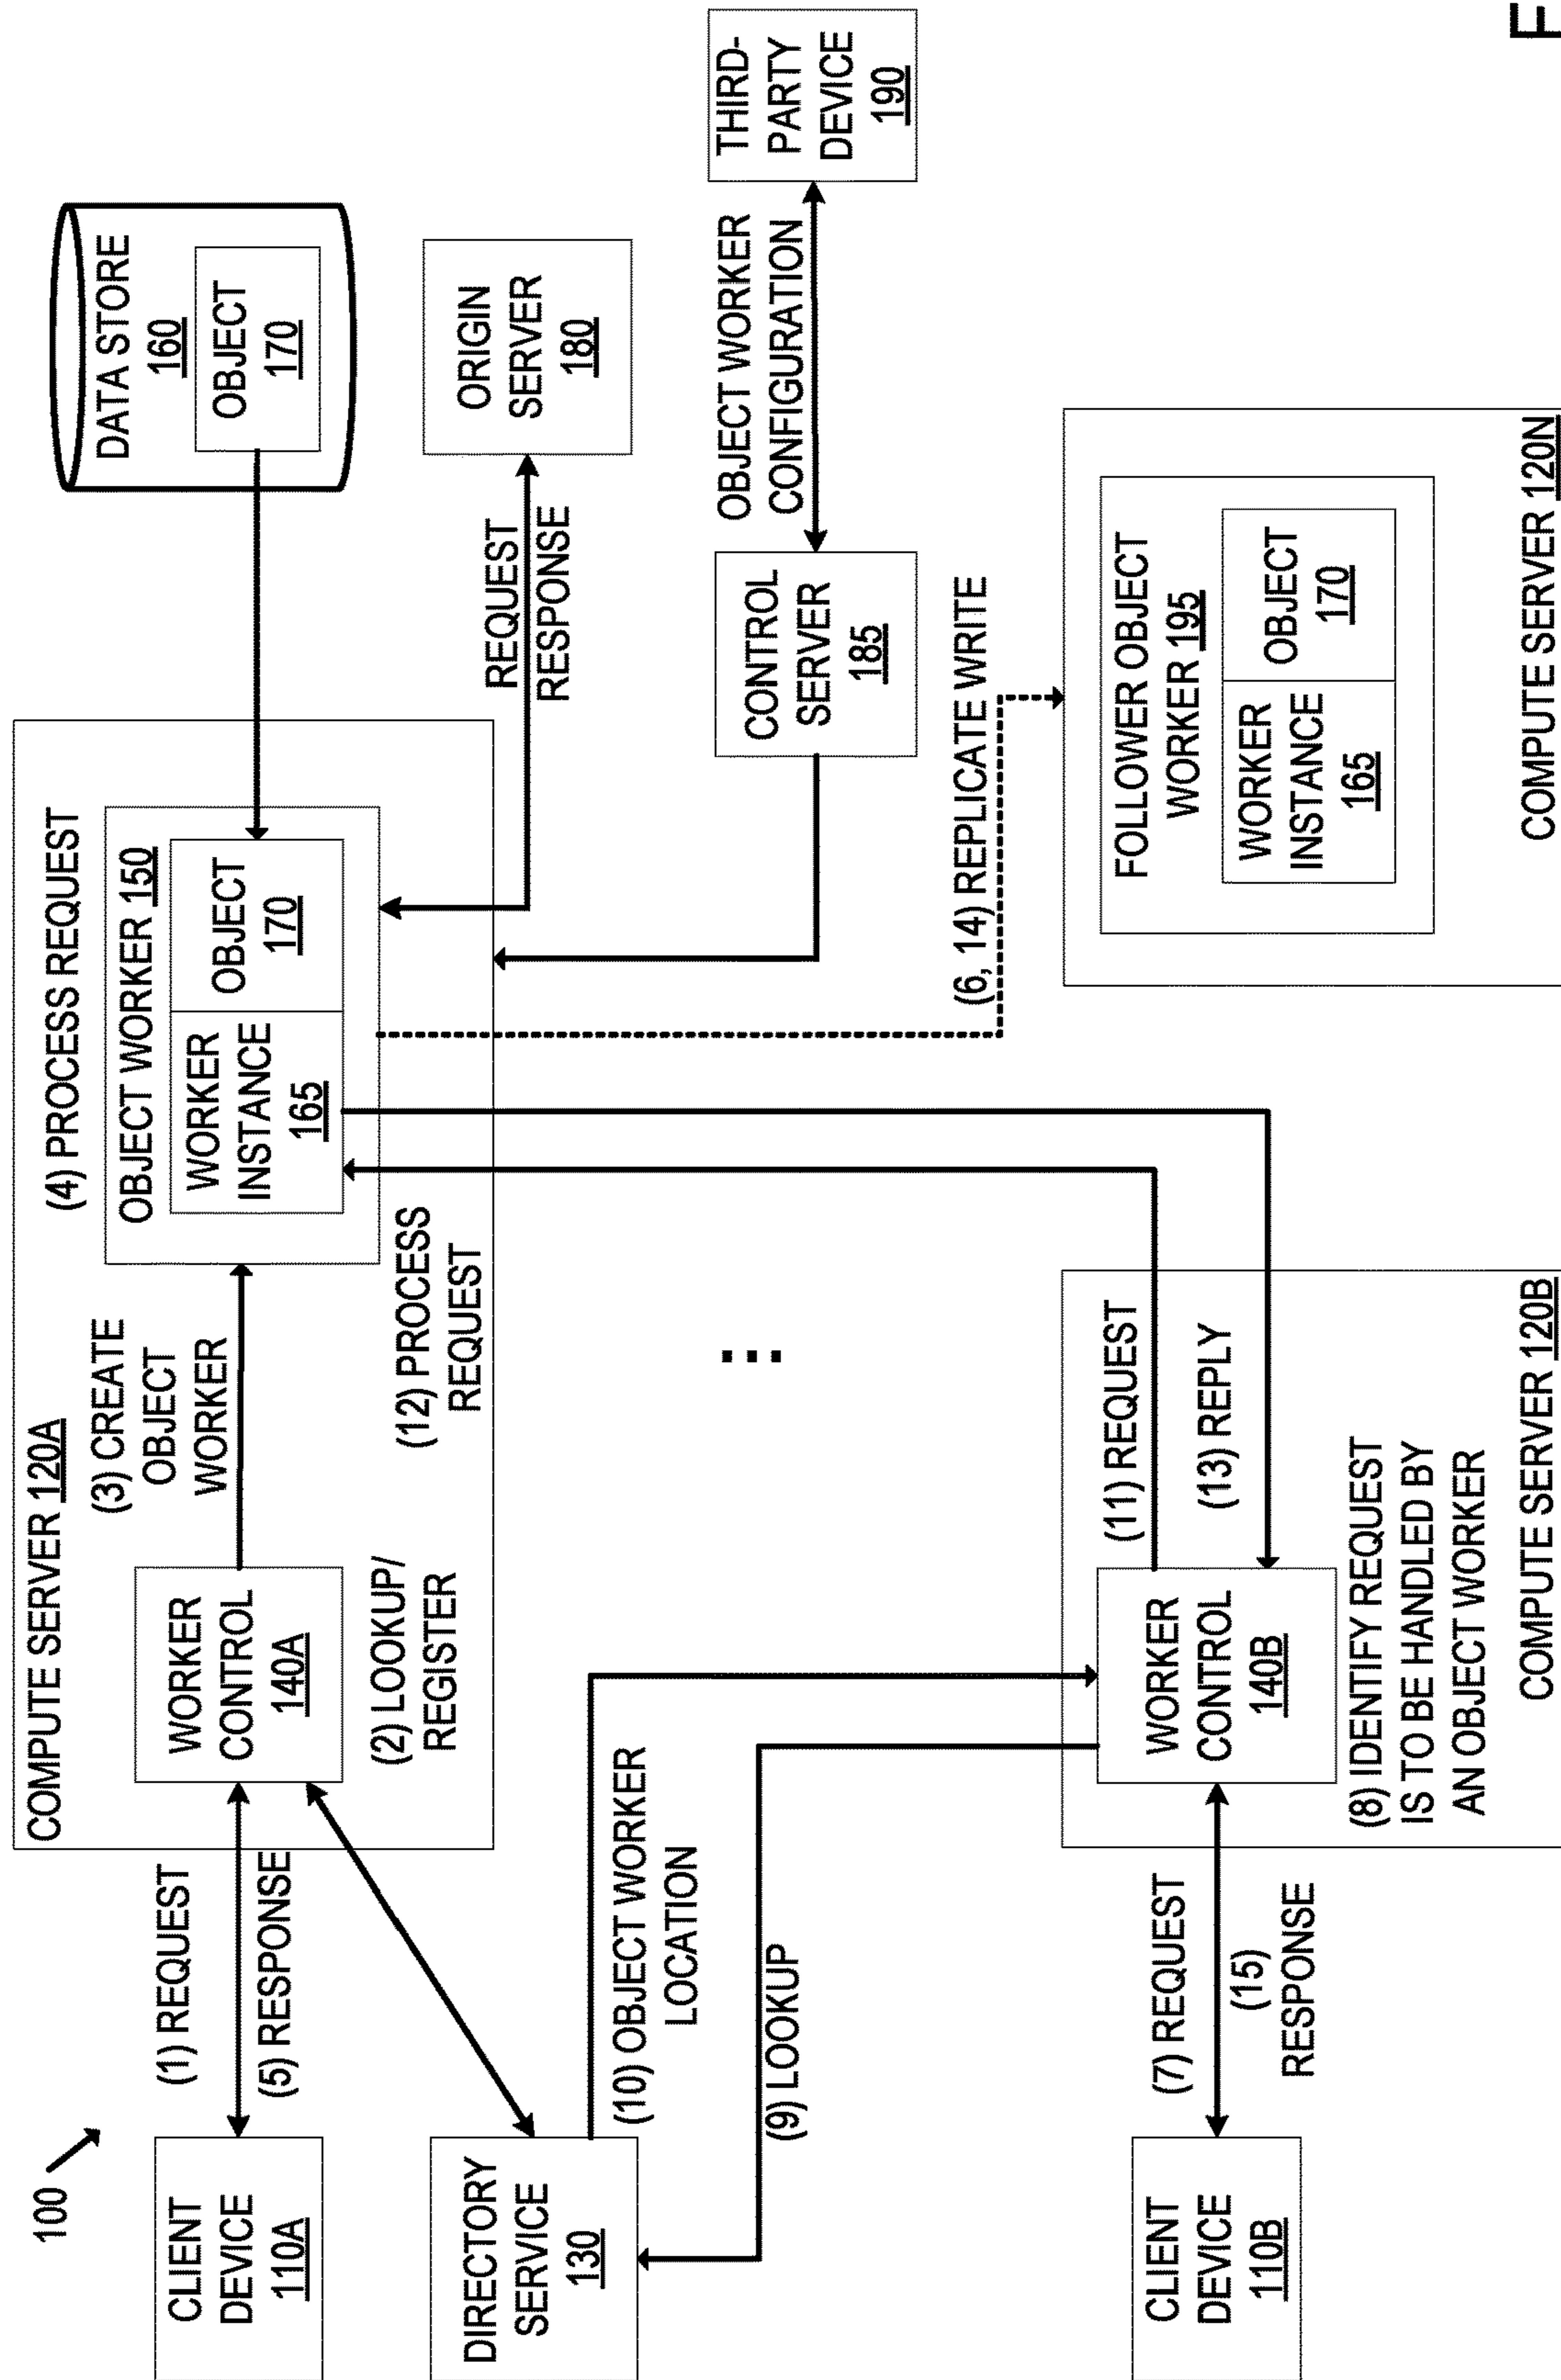 100
CLIENT
DEVICE
110A
(1) REQUEST
(5) RESPONSE
COMPUTE SERVER 120A
WORKER
CONTROL
140A
(2) LOOKUP/
REGISTER
(3) CREATE
OBJECT
WORKER
(4) PROCESS REQUEST
OBJECT WORKER 150
WORKER
INSTANCE
165
OBJECT
170
(12) PROCESS
REQUEST
DATA STORE
160
OBJECT
170
REQUEST
RESPONSE
ORIGIN
SERVER
180
DIRECTORY
SERVICE
130
(10) OBJECT WORKER
LOCATION
(9) LOOKUP
CONTROL
SERVER
185
OBJECT WORKER
CONFIGURATION
THIRD-
PARTY
DEVICE
190
(6, 14) REPLICATE WRITE
CLIENT
DEVICE
110B
(7) REQUEST
(15)
RESPONSE
WORKER
CONTROL
140B
(11) REQUEST
(13) REPLY
(8) IDENTIFY REQUEST
IS TO BE HANDLED BY
AN OBJECT WORKER
COMPUTE SERVER 120B
FOLLOWER OBJECT
WORKER 195
WORKER
INSTANCE
165
OBJECT
170
COMPUTE SERVER 120N